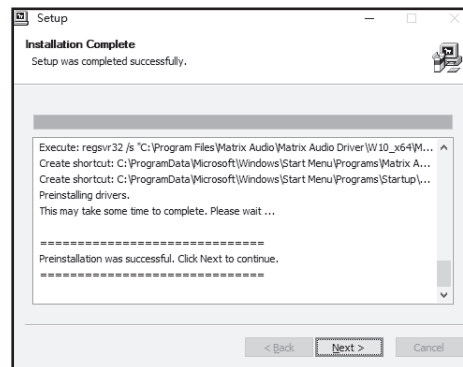 Setup
Installation Complete
Setup was completed successfully.
Execute: regsvr32 /s "C:\Program Files\Matrix Audio\Matrix Audio Driver\W10_x64\M...
Create shortcut: C:\ProgramData\Microsoft\Windows\Start Menu\Programs\Matrix A...
Create shortcut: C:\ProgramData\Microsoft\Windows\Start Menu\Programs\Startup\...
Preinstalling drivers.
This may take some time to complete. Please wait ...
==============================
Preinstallation was successful. Click Next to continue.
==============================
< Back Next > Cancel